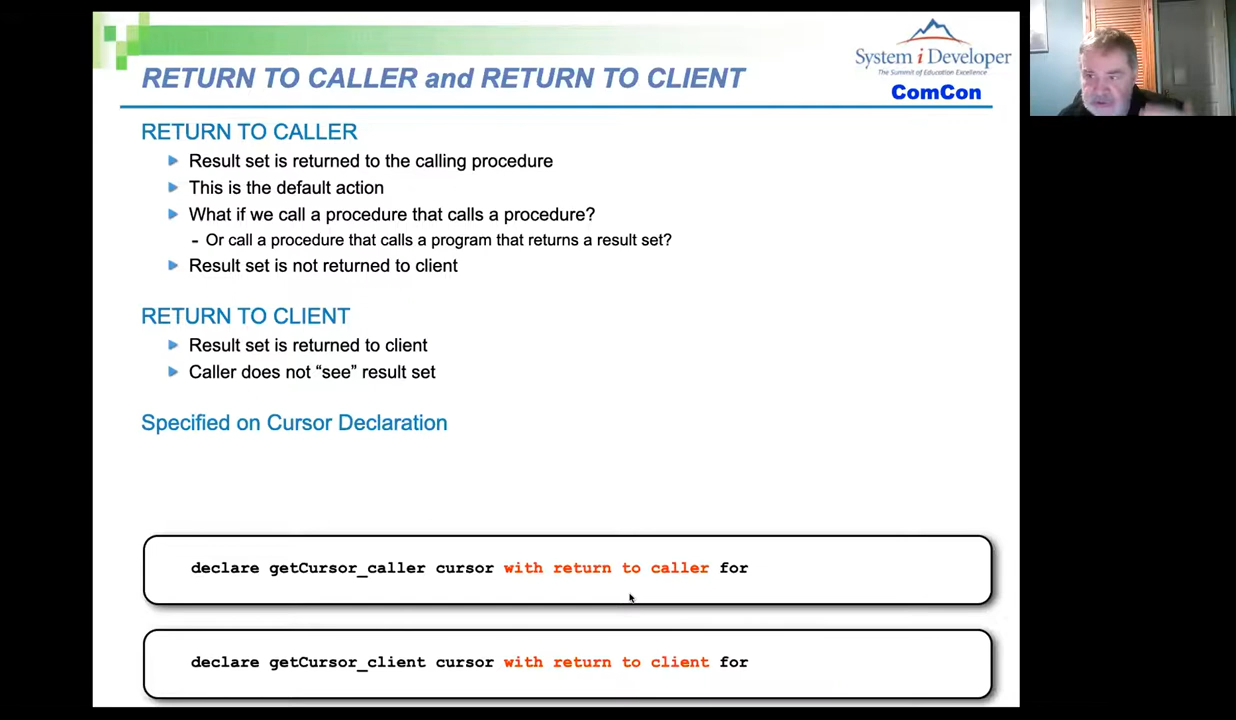 System i Developer
The Summit of Education Excellence
ComCon
RETURN TO CALLER and RETURN TO CLIENT
RETURN TO CALLER
Result set is returned to the calling procedure
This is the default action
What if we call a procedure that calls a procedure?
- Or call a procedure that calls a program that returns a result set?
Result set is not returned to client
RETURN TO CLIENT
Result set is returned to client
Caller does not “see” result set
Specified on Cursor Declaration
declare getCursor_caller cursor with return to caller for
declare getCursor_client cursor with return to client for